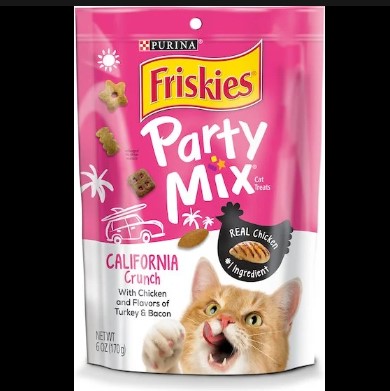 PURINA
Friskies®
Party
Mix®
Cat
Treats
REAL Chicken
#1 Ingredient
CALIFORNIA
Crunch
With Chicken
and Flavors of
Turkey & Bacon
NET WT
6 OZ (170g)